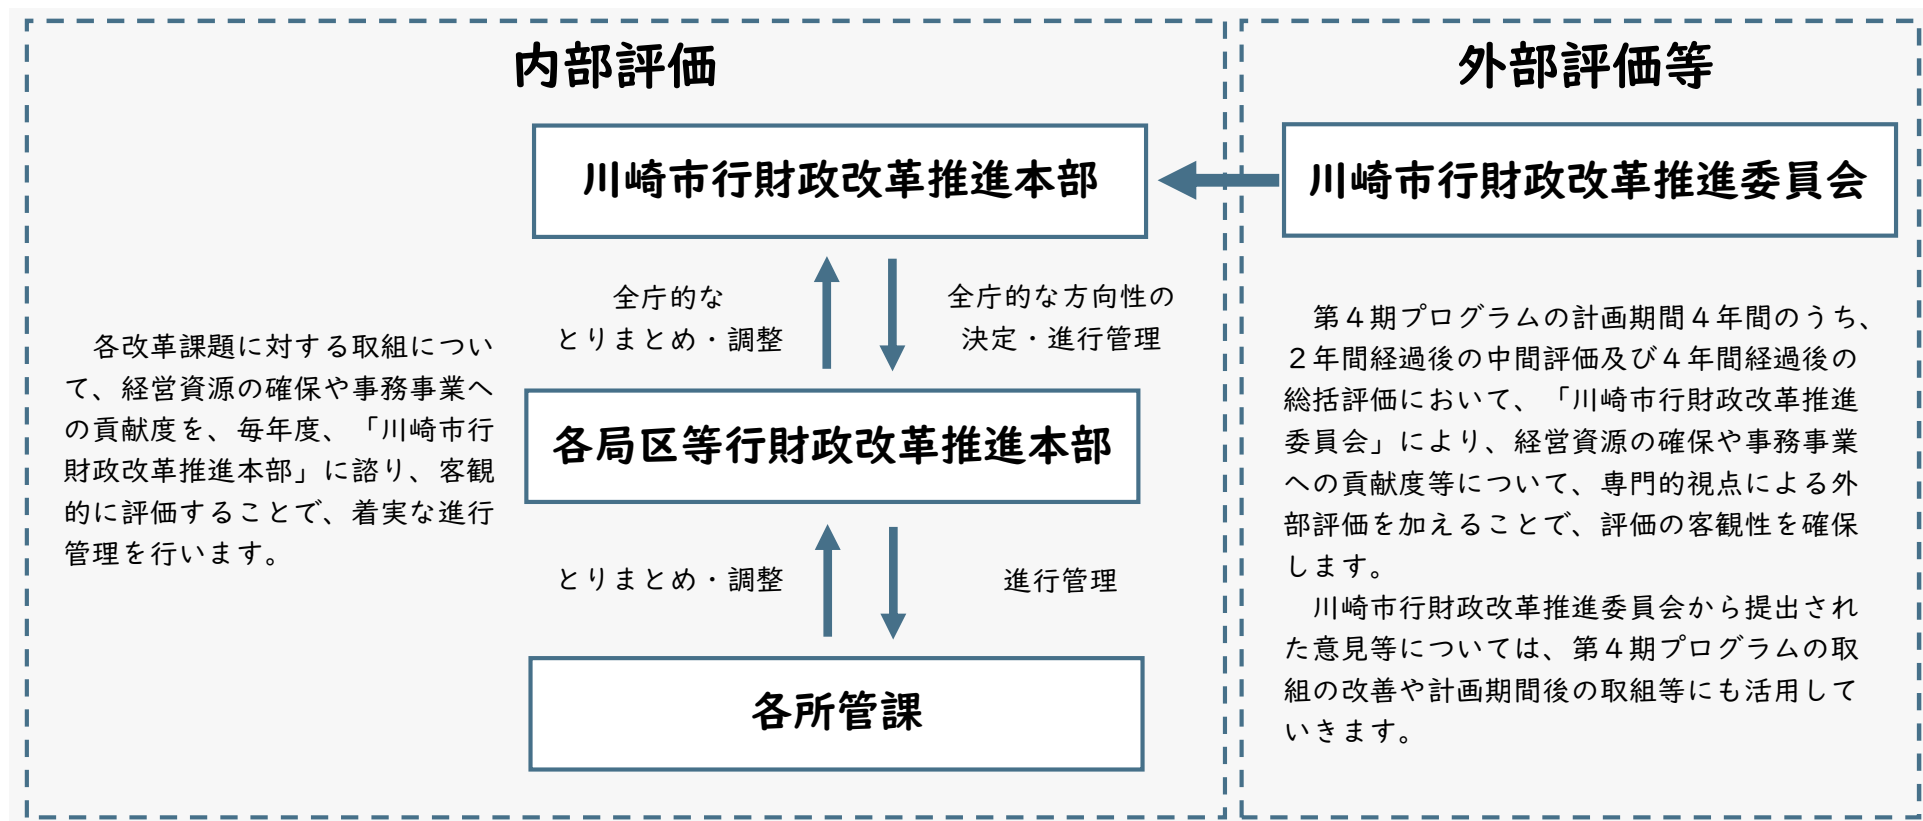 内部評価
川崎市行財政改革推進本部
全庁的な
とりまとめ・調整
全庁的な方向性の
決定・進行管理
　各改革課題に対する取組につい
て、経営資源の確保や事務事業へ
の貢献度を、毎年度、「川崎市行
財政改革推進本部」に諮り、客観
的に評価することで、着実な進行
管理を行います。
各局区等行財政改革推進本部
とりまとめ・調整
進行管理
各所管課
外部評価等
川崎市行財政改革推進委員会
　第４期プログラムの計画期間４年間のうち、
２年間経過後の中間評価及び４年間経過後の
総括評価において、「川崎市行財政改革推進
委員会」により、経営資源の確保や事務事業
への貢献度等について、専門的視点による外
部評価を加えることで、評価の客観性を確保
します。
　川崎市行財政改革推進委員会から提出され
た意見等については、第４期プログラムの取
組の改善や計画期間後の取組等にも活用して
いきます。